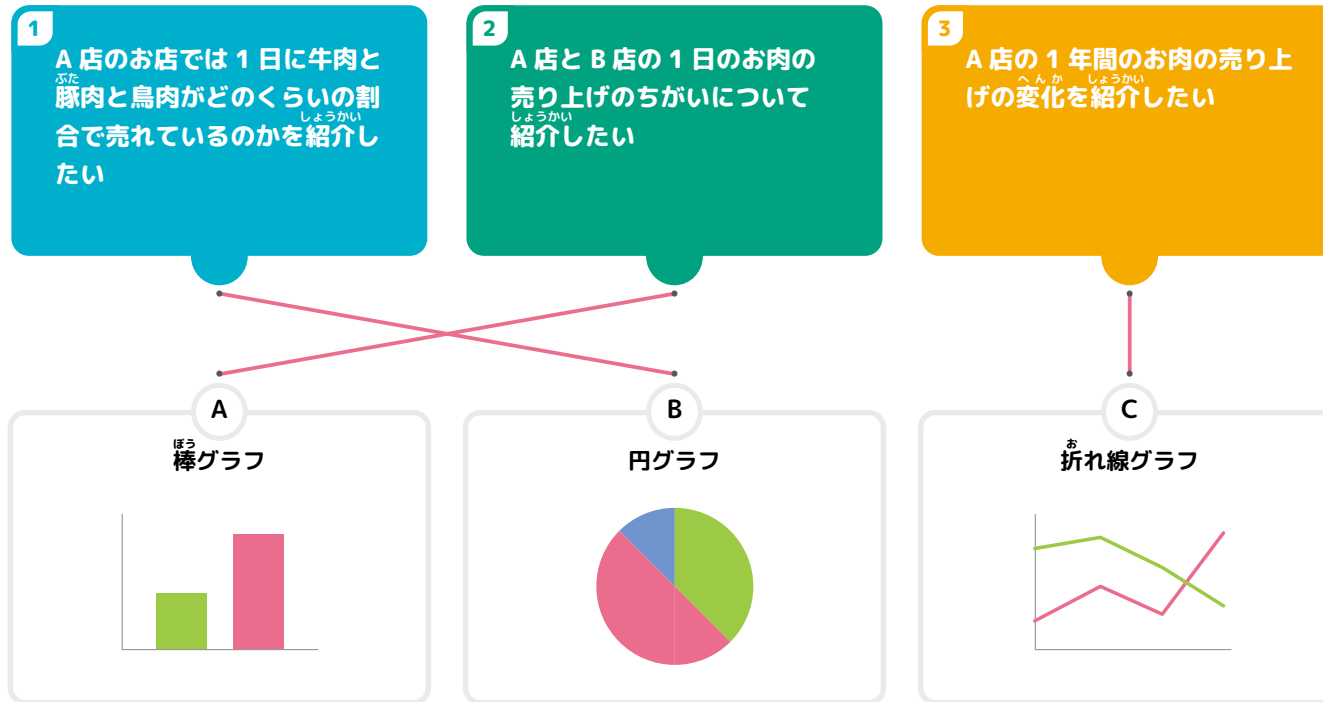 1
A 店のお店では 1 日に牛肉と
ぶた
豚肉と鳥肉がどのくらいの割
しょうかい
合で売れているのかを紹介し
たい
2
A 店と B 店の 1 日のお肉の
売り上げのちがいについて
しょうかい
紹介したい
3
A 店の 1 年間のお肉の売り上
へんか しょうかい
げの変化を紹介したい
A
ぼう
棒グラフ
B
円グラフ
C
お
折れ線グラフ